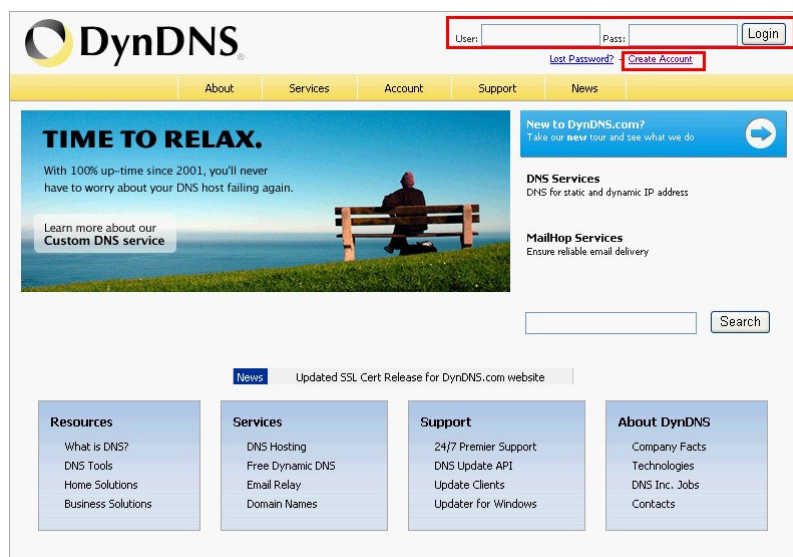 DynDNS®
User: Pass: Login
Lost Password? - Create Account
About Services Account Support News
TIME TO RELAX.
With 100% up-time since 2001, you'll never
have to worry about your DNS host failing again.
Learn more about our
Custom DNS service
New to DynDNS.com?
Take our new tour and see what we do
DNS Services
DNS for static and dynamic IP address
MailHop Services
Ensure reliable email delivery
Search
News Updated SSL Cert Release for DynDNS.com website
Resources
What is DNS?
DNS Tools
Home Solutions
Business Solutions
Services
DNS Hosting
Free Dynamic DNS
Email Relay
Domain Names
Support
24/7 Premier Support
DNS Update API
Update Clients
Updater for Windows
About DynDNS
Company Facts
Technologies
DNS Inc. Jobs
Contacts